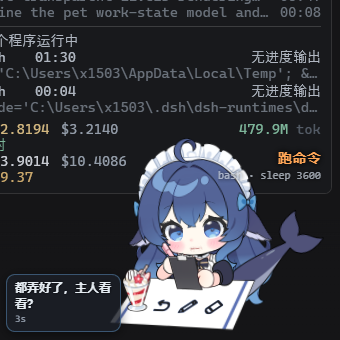 ine the pet work-state model and… 00:08
个程序运行中
h 01:30 无进度输出
'C:\Users\x1503\AppData\Local\Temp'; &…
h 00:04 无进度输出
de='C:\Users\x1503\.dsh\dsh-runtimes\d…
2.8194 $3.2140 479.9M tok
时
3.9014 $10.4086 跑命令
bash · sleep 3600
9.37
都弄好了，主人看
看?
3s